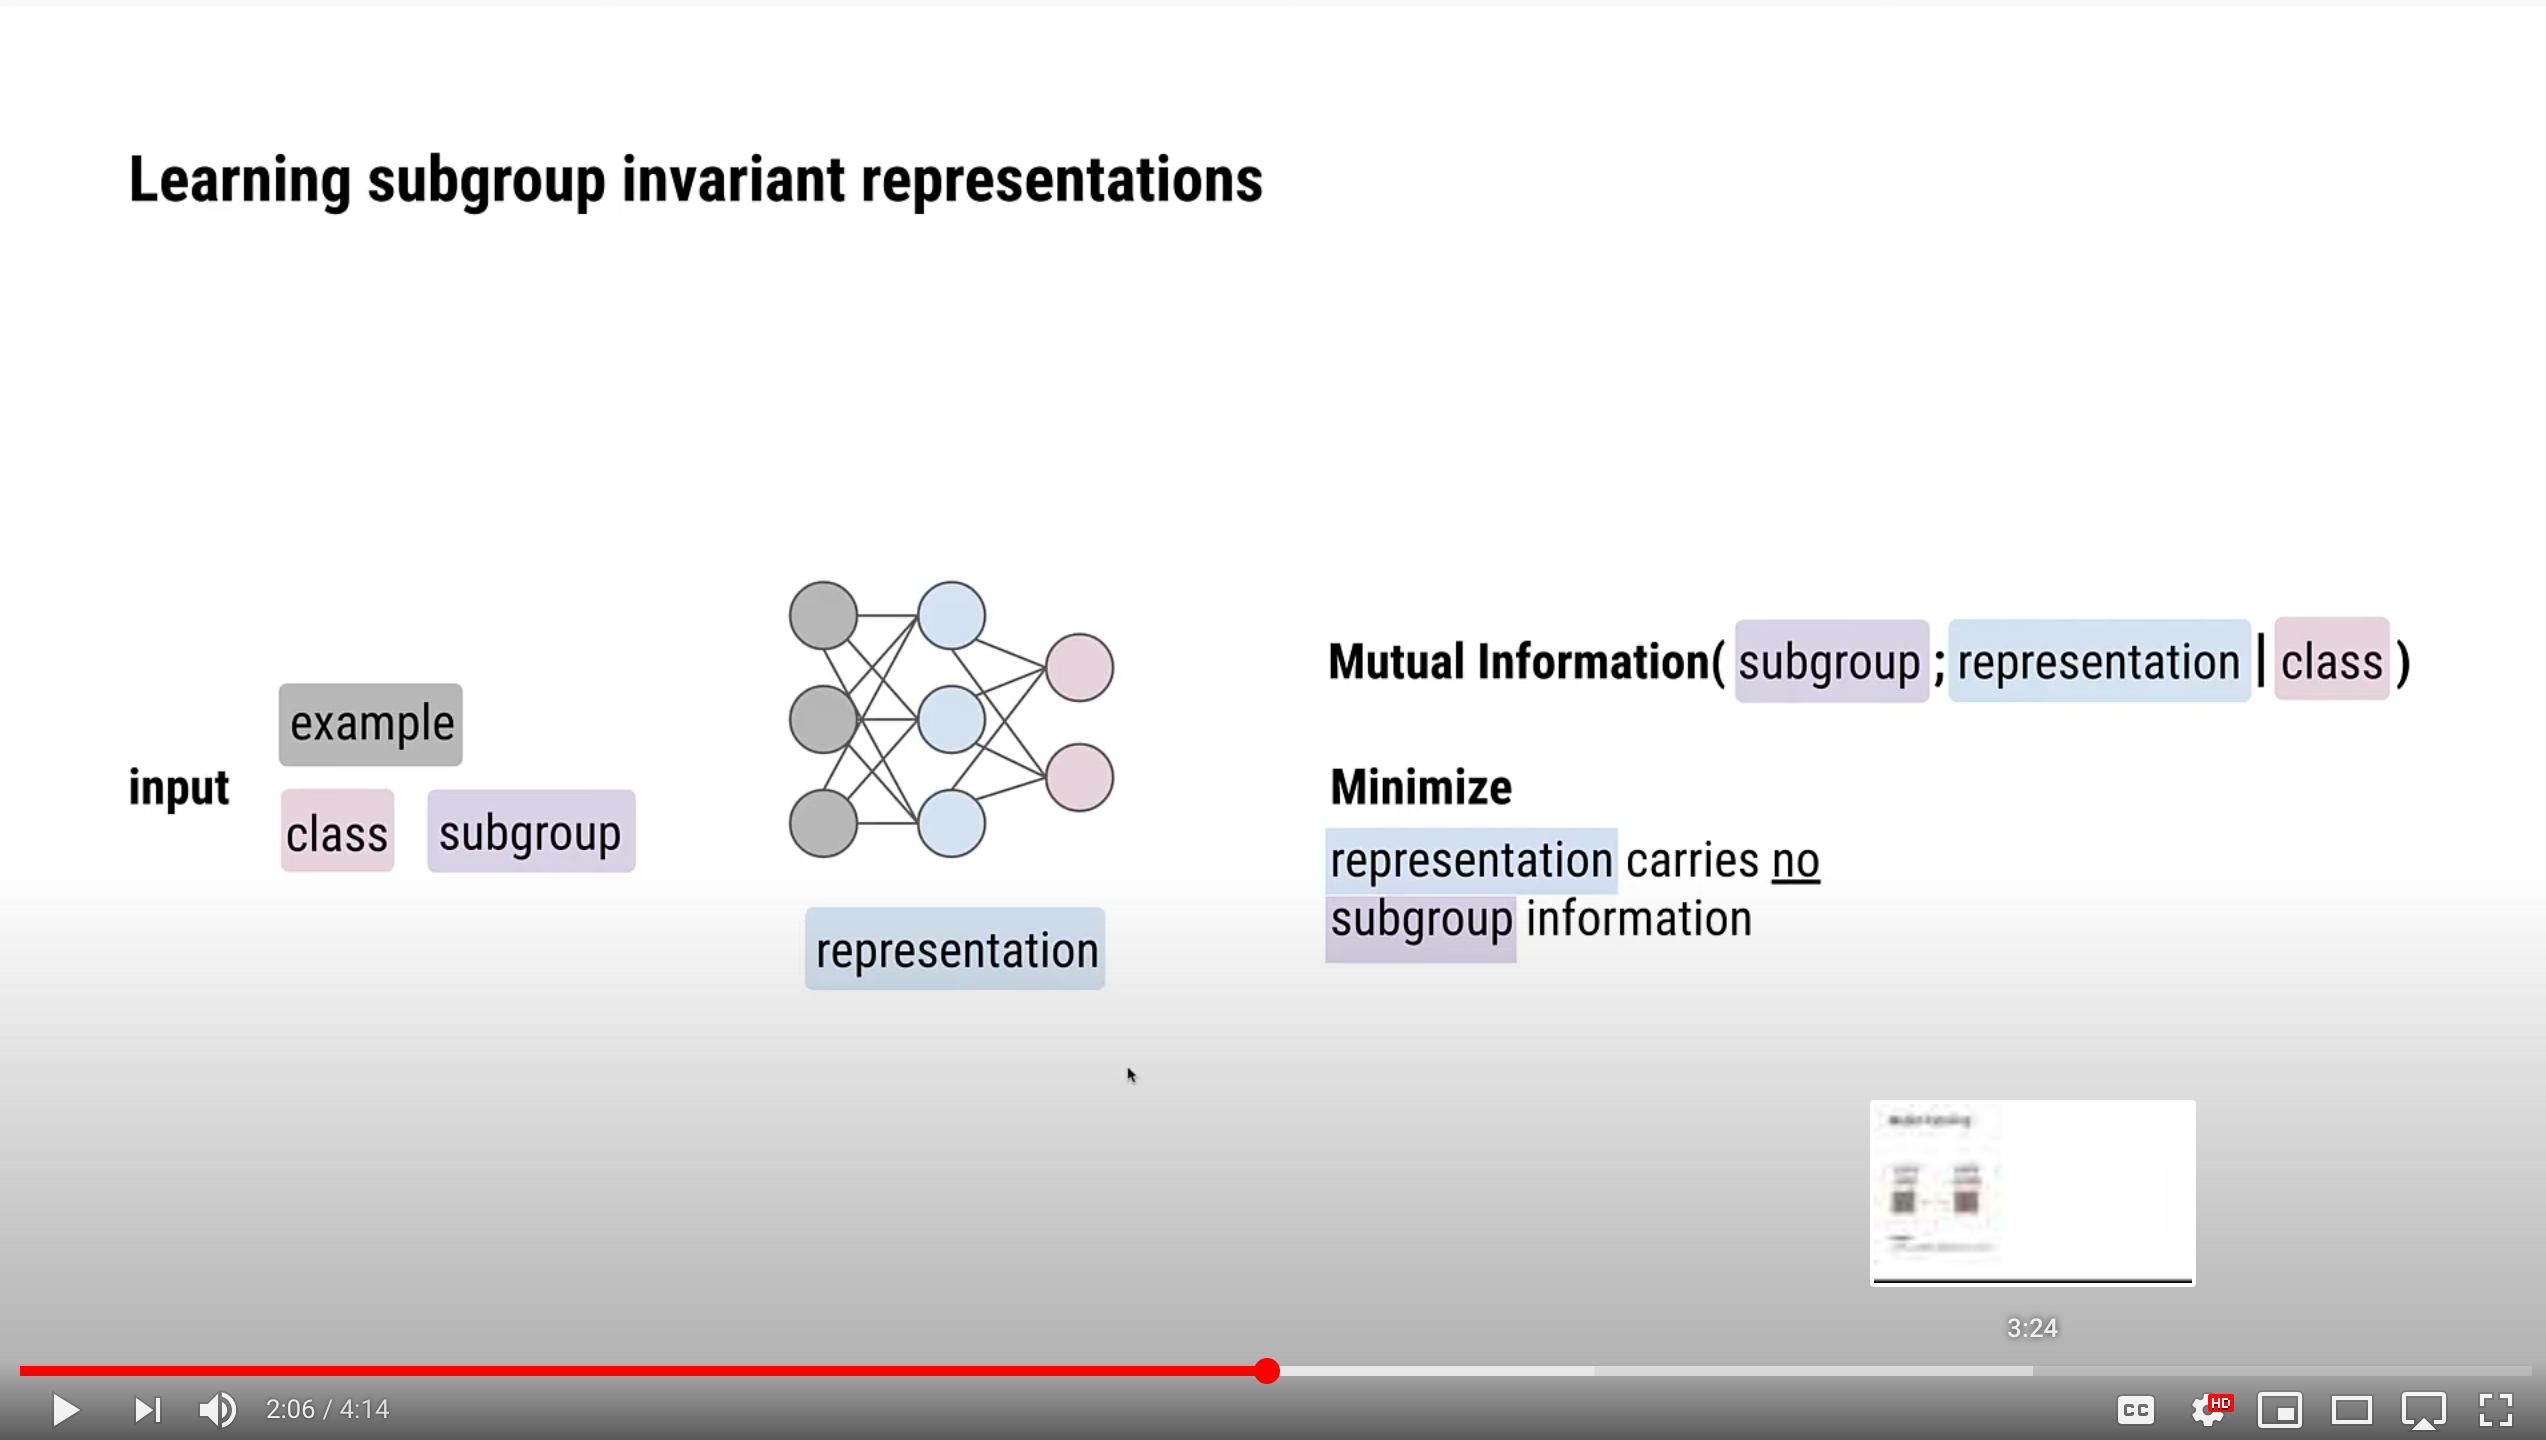 Learning subgroup invariant representations
example
input
class subgroup
representation
Mutual Information( subgroup ; representation | class )
Minimize
representation carries no
subgroup information
3:24
2:06 / 4:14
CC
HD